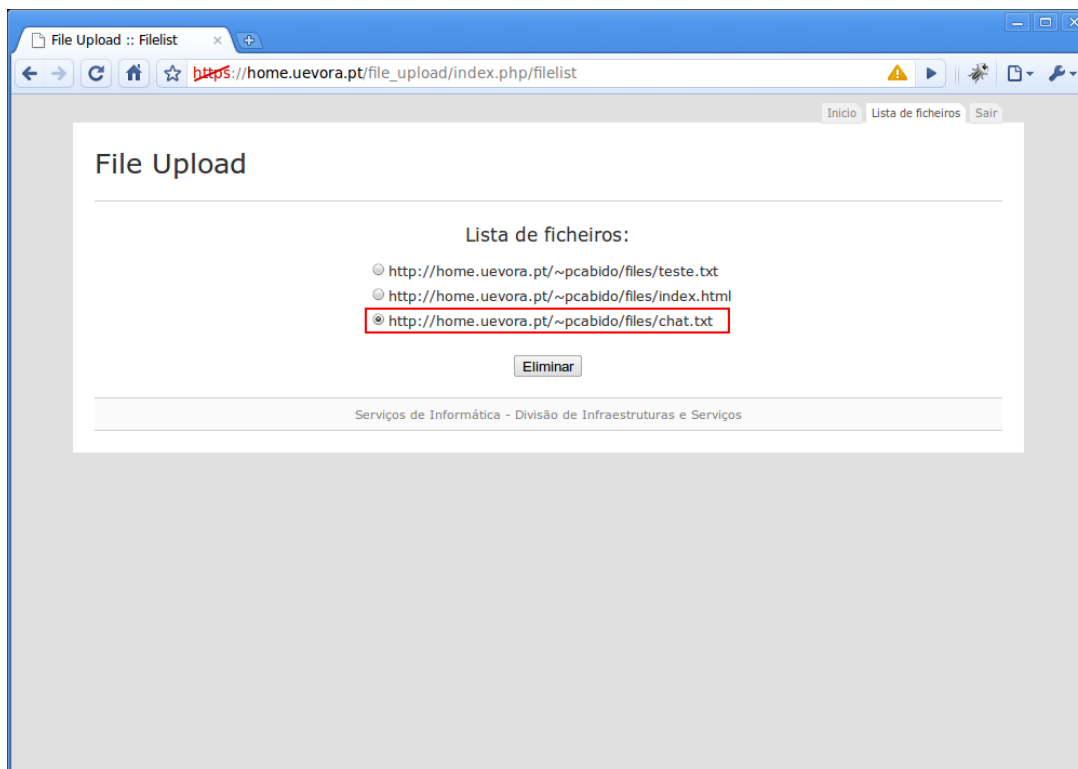 File Upload :: Filelist
https://home.uevora.pt/file_upload/index.php/filelist
Inicio Lista de ficheiros Sair
File Upload
Lista de ficheiros:
http://home.uevora.pt/~pcabido/files/teste.txt
http://home.uevora.pt/~pcabido/files/index.html
http://home.uevora.pt/~pcabido/files/chat.txt
Eliminar
Serviços de Informática - Divisão de Infraestruturas e Serviços